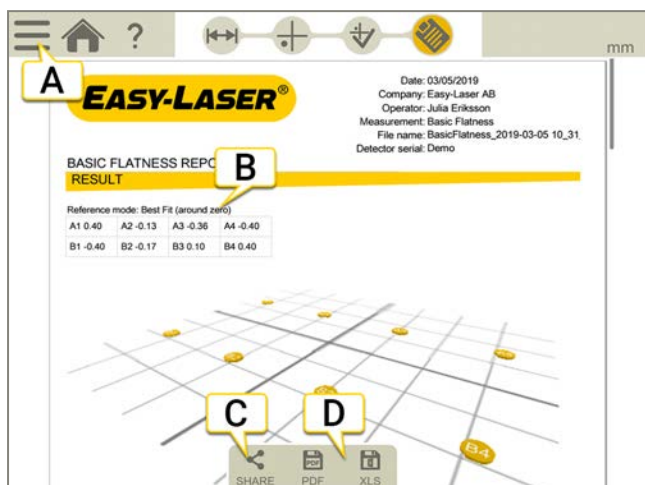 ?
mm
A
EASY-LASER®
Date: 03/05/2019
Company: Easy-Laser AB
Operator: Julia Eriksson
Measurement: Basic Flatness
File name: BasicFlatness_2019-03-05 10_31_
Detector serial: Demo
BASIC FLATNESS REPO
B
RESULT
Reference mode: Best Fit (around zero)
A1 0.40 A2 -0.13 A3 -0.36 A4 -0.40
B1 -0.40 B2 -0.17 B3 0.10 B4 0.40
C
D
B4
PDF
SHARE PDF XLS